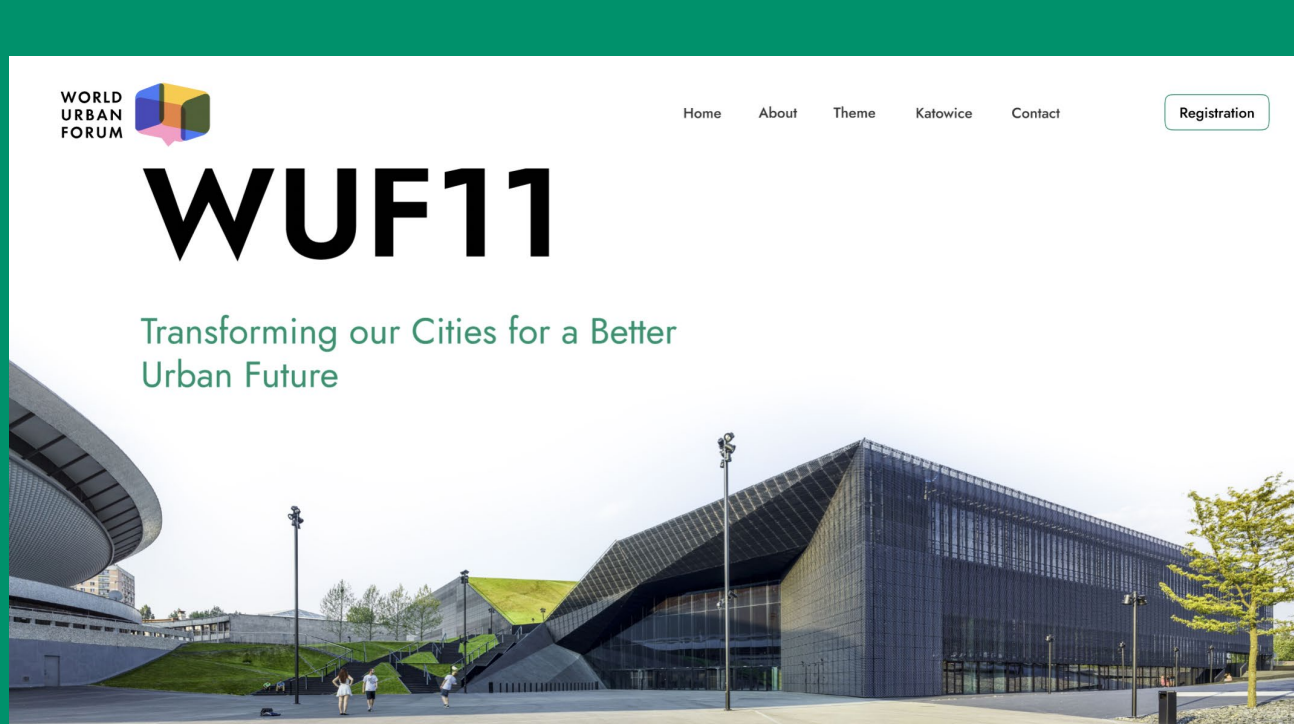 WORLD
URBAN
FORUM
Home About Theme Katowice Contact Registration
WUF11
Transforming our Cities for a Better
Urban Future